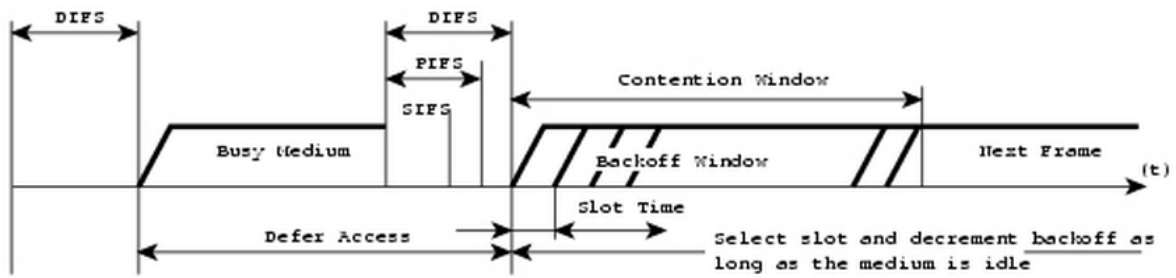 DIFS
DIFS
PIFS
Contention Window
SIFS
Busy Medium
Backoff Window
Next Frame
(t)
Slot Time
Defer Access
Select slot and decrement backoff as
long as the medium is idle